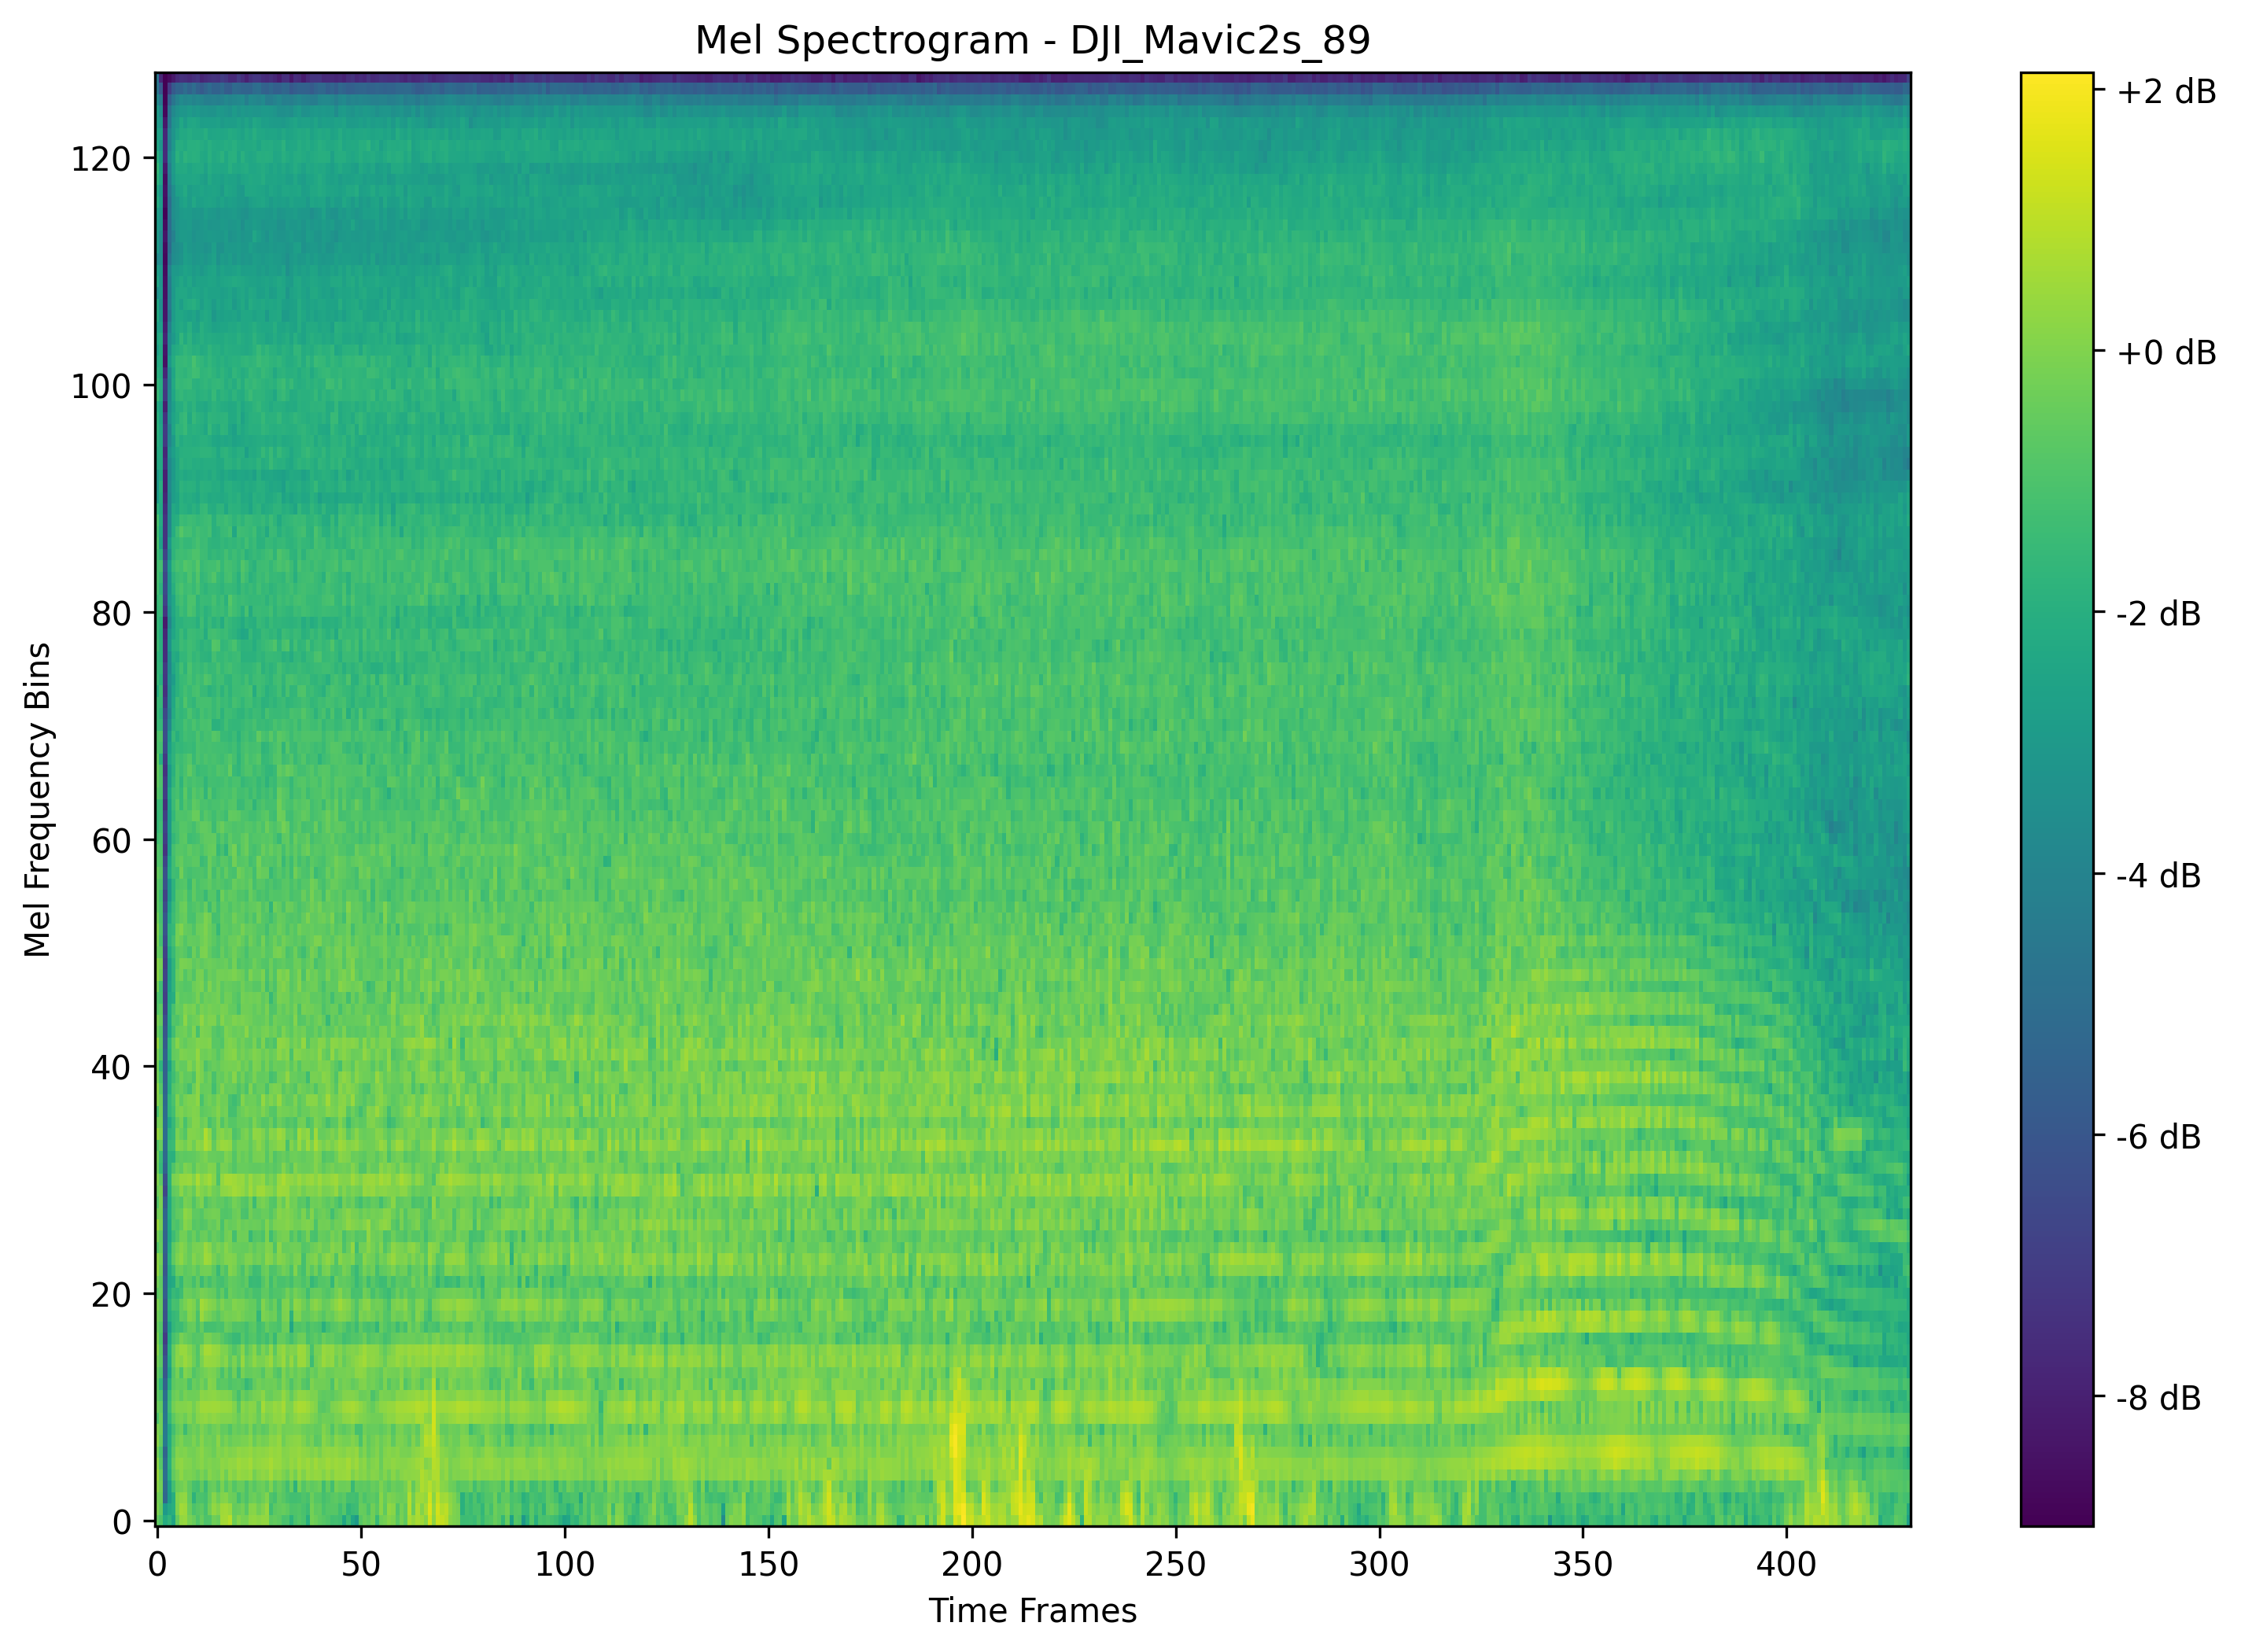 Mel Spectrogram - DJI_Mavic2s_89
+2 dB
+0 dB
-2 dB
-4 dB
-6 dB
-8 dB
120
100
80
60
40
20
0
Mel Frequency Bins
0 50 100 150 200 250 300 350 400
Time Frames